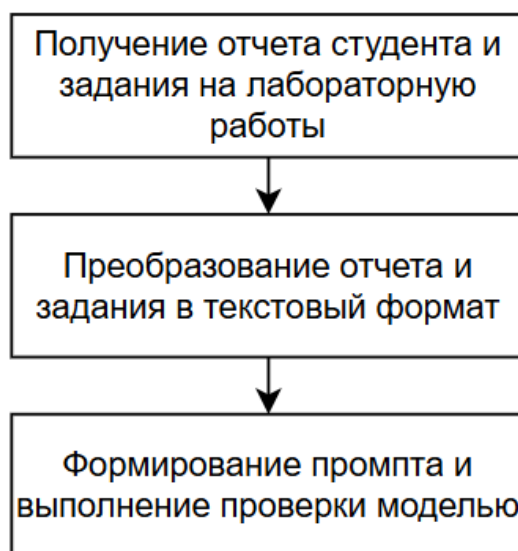 Получение отчета студента и
задания на лабораторную
работы
Преобразование отчета и
задания в текстовый формат
Формирование промпта и
выполнение проверки моделью